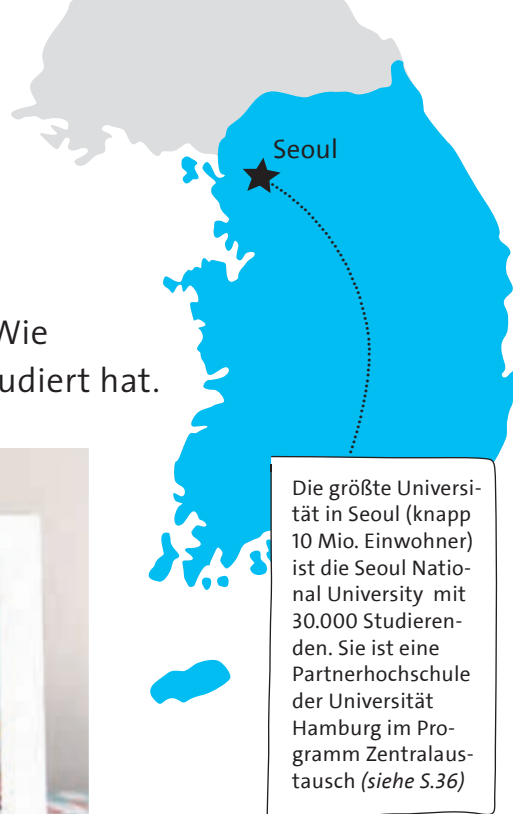 Seoul
Wie
udiert hat.
Die größte Universi-
tät in Seoul (knapp
10 Mio. Einwohner)
ist die Seoul Natio-
nal University mit
30.000 Studieren-
den. Sie ist eine
Partnerhochschule
der Universität
Hamburg im Pro-
gramm Zentralaus-
tausch (siehe S.36)